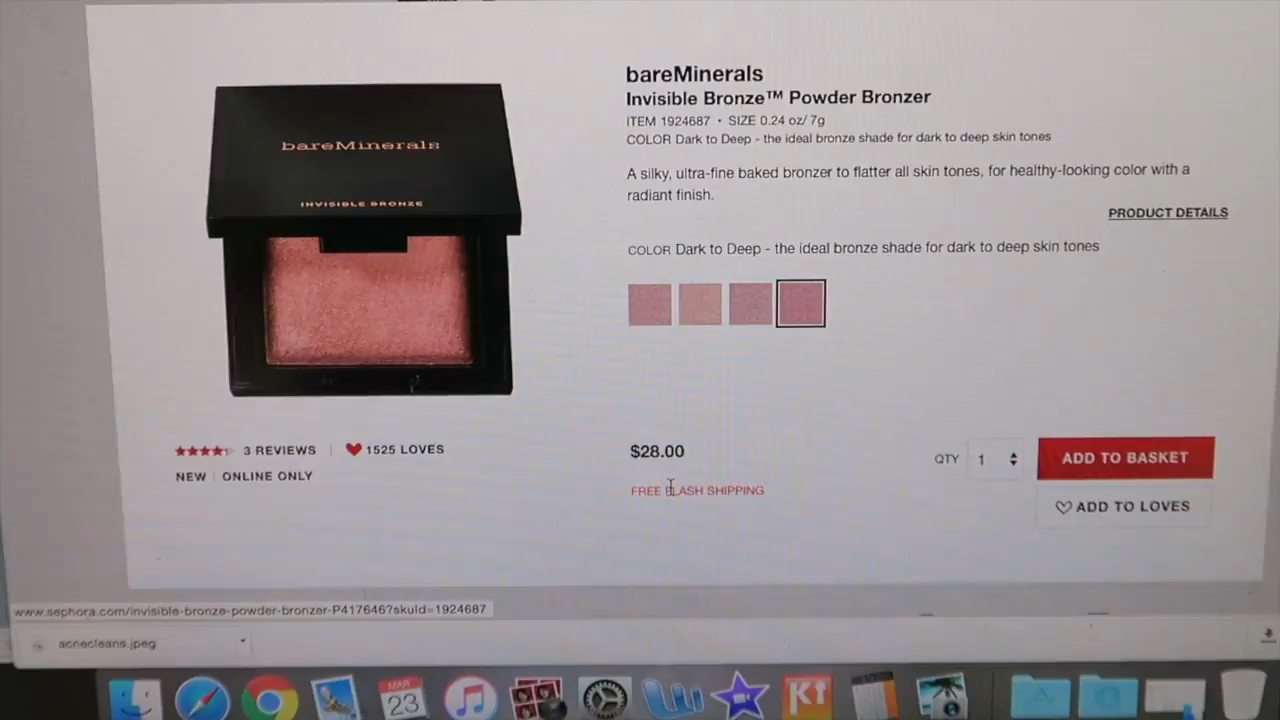 bareMinerals
INVISIBLE BRONZE
bareMinerals
Invisible Bronze™ Powder Bronzer
ITEM 1924687 • SIZE 0.24 oz/ 7g
COLOR Dark to Deep - the ideal bronze shade for dark to deep skin tones
A silky, ultra-fine baked bronzer to flatter all skin tones, for healthy-looking color with a
radiant finish.
PRODUCT DETAILS
COLOR Dark to Deep - the ideal bronze shade for dark to deep skin tones
3 REVIEWS
1525 LOVES
NEW | ONLINE ONLY
$28.00
FREE FLASH SHIPPING
QTY 1
ADD TO BASKET
ADD TO LOVES
www.sephora.com/invisible-bronze-powder-bronzer-P417646?skuId=1924687
acnecleans.jpeg
MAR
23